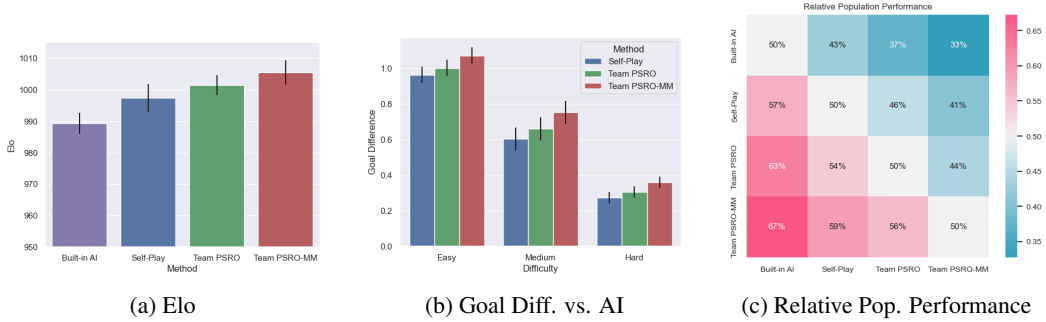 1010
1000
990
980
970
960
950
Elo
Built-in AI Self-Play Team PSRO Team PSRO-MM
Method
(a) Elo
Method
Self-Play
Team PSRO
Team PSRO-MM
1.0
0.8
0.6
0.4
0.2
0.0
Goal Difference
Easy Medium Hard
Difficulty
(b) Goal Diff. vs. AI
Relative Population Performance
Built-in AI 50% 43% 37% 33%
Self-Play 57% 50% 46% 41%
Team PSRO 63% 54% 50% 44%
Team PSRO-MM 67% 59% 56% 50%
Built-in AI Self-Play Team PSRO Team PSRO-MM
0.65
0.60
0.55
0.50
0.45
0.40
0.35
(c) Relative Pop. Performance